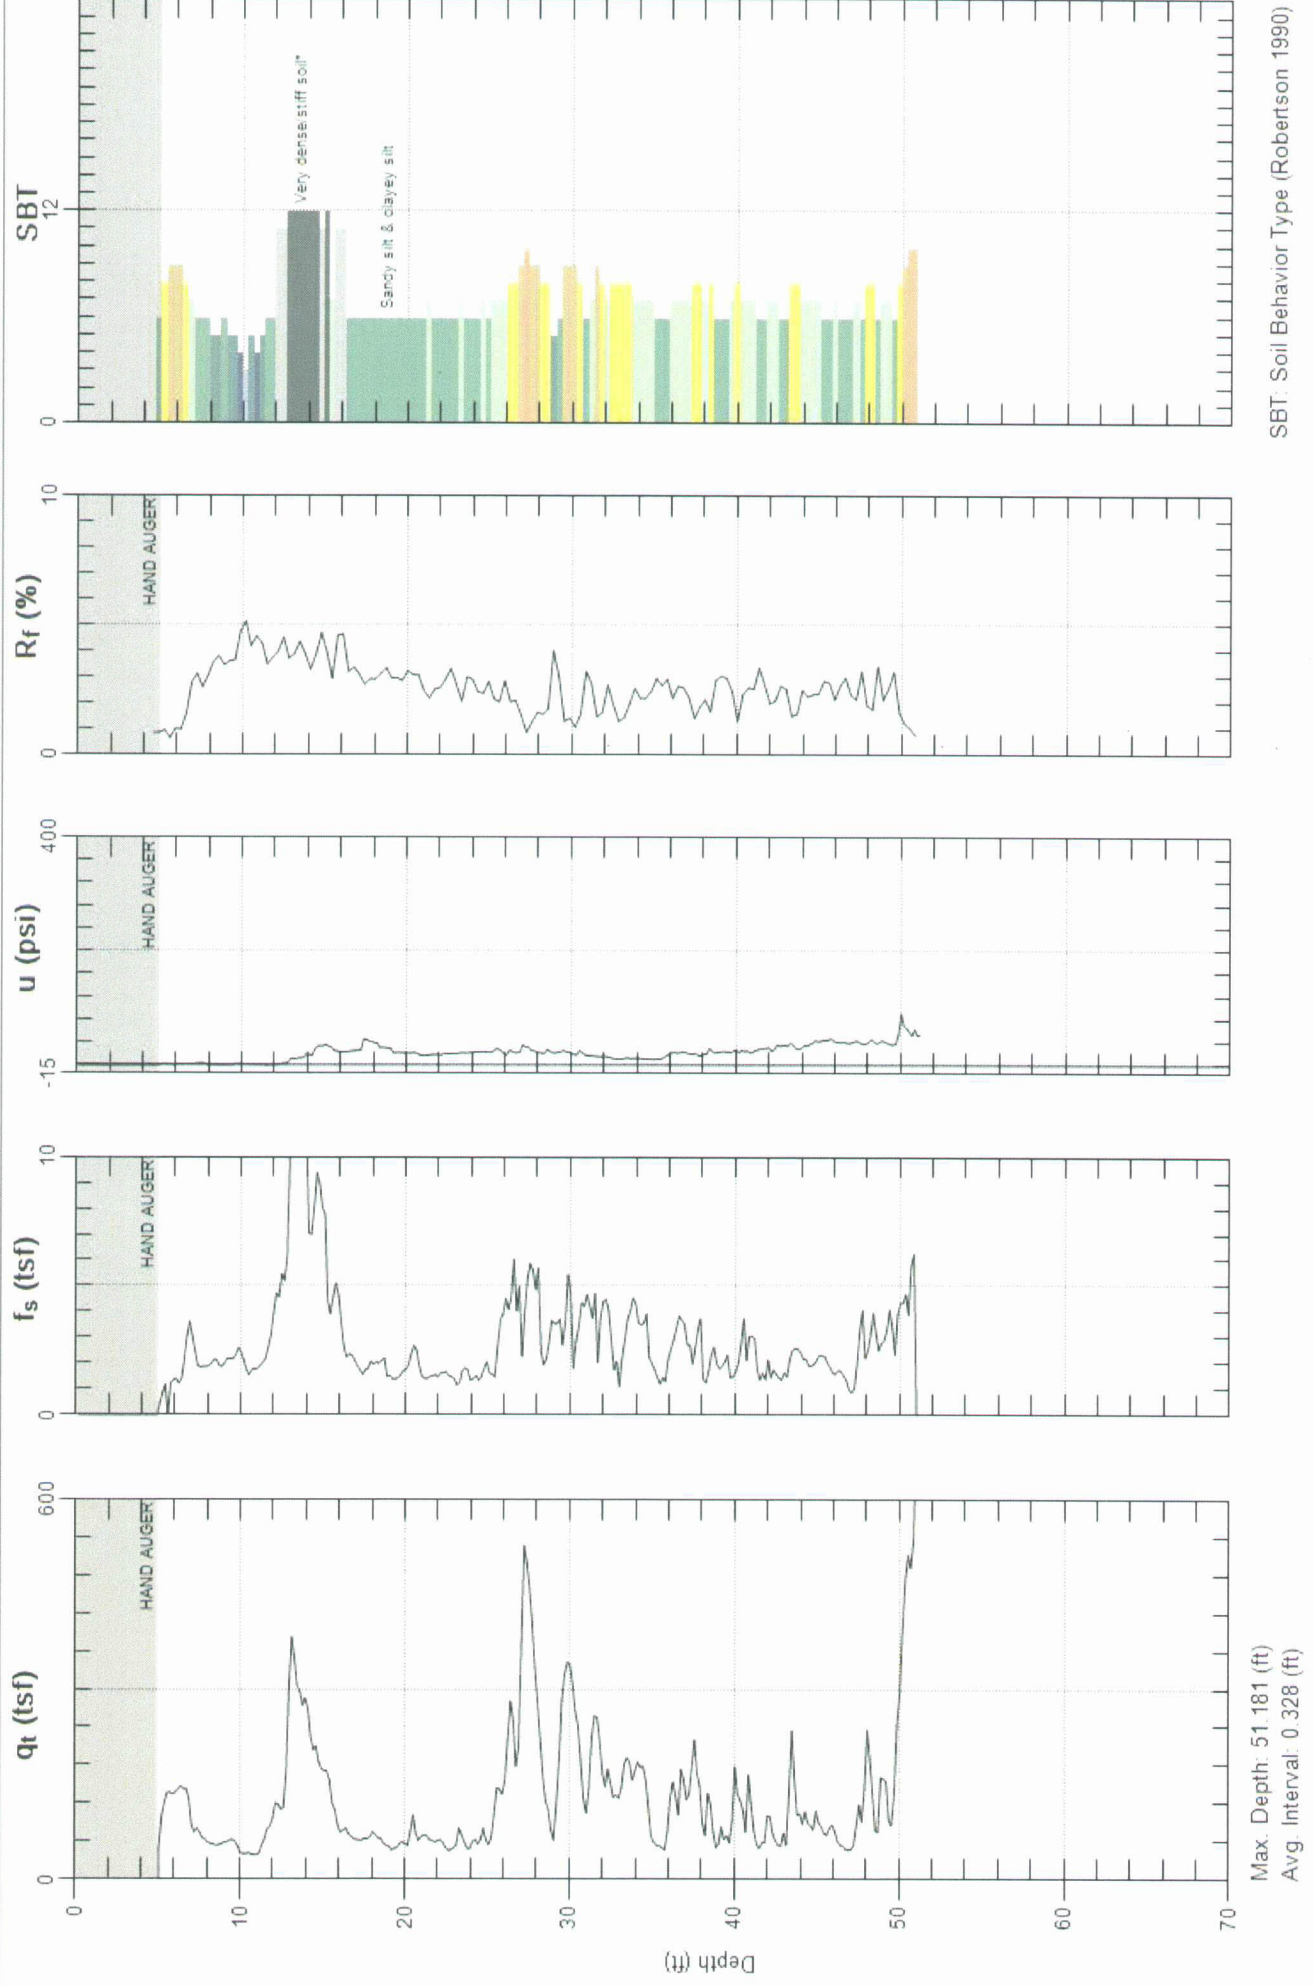 qt (tsf)
fs (tsf)
u (psi)
Rf (%)
SBT
0
600
0
10
-15
400
0
10
0
12
HAND AUGER
HAND AUGER
HAND AUGER
HAND AUGER
Very dense/stiff soil*
Sandy silt & clayey silt
0
10
20
30
40
50
60
70
Depth (ft)
Max. Depth: 51.181 (ft)
Avg. Interval: 0.328 (ft)
SBT: Soil Behavior Type (Robertson 1990)